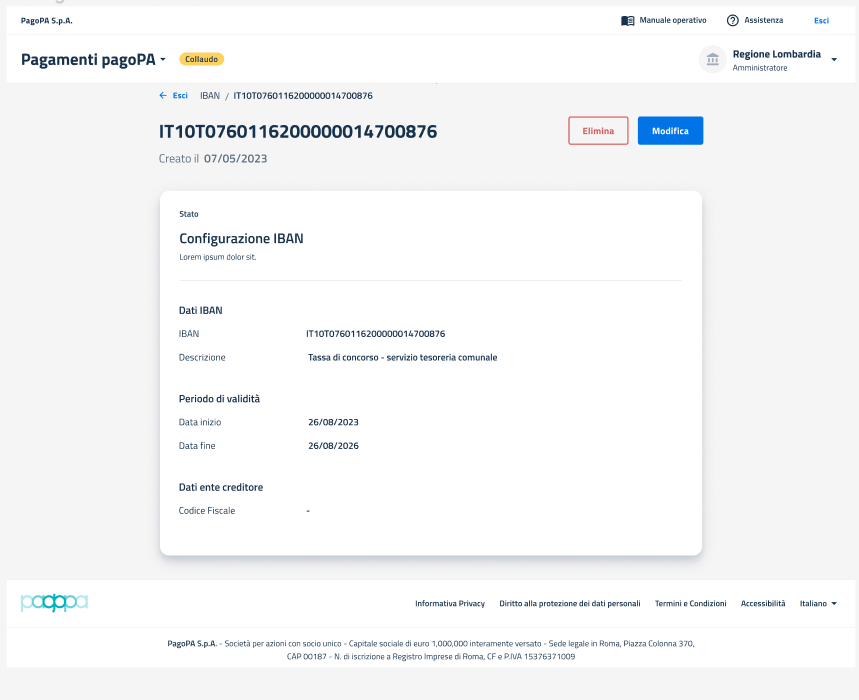 PagoPA S.p.A.
Manuale operativo
Assistenza
Esci
Pagamenti pagoPA
Collaudo
Regione Lombardia
Amministratore
Esci IBAN / IT10T0760116200000014700876
IT10T0760116200000014700876
Elimina
Modifica
Creato il 07/05/2023
Stato
Configurazione IBAN
Lorem ipsum dolor sit.
Dati IBAN
IBAN IT10T0760116200000014700876
Descrizione Tassa di concorso - servizio tesoreria comunale
Periodo di validità
Data inizio 26/08/2023
Data fine 26/08/2026
Dati ente creditore
Codice Fiscale -
pagopa
Informativa Privacy Diritto alla protezione dei dati personali Termini e Condizioni Accessibilità Italiano
PagoPA S.p.A. - Società per azioni con socio unico - Capitale sociale di euro 1,000,000 interamente versato - Sede legale in Roma, Piazza Colonna 370,
CAP 00187 - N. di iscrizione a Registro Imprese di Roma, CF e P.IVA 15376371009